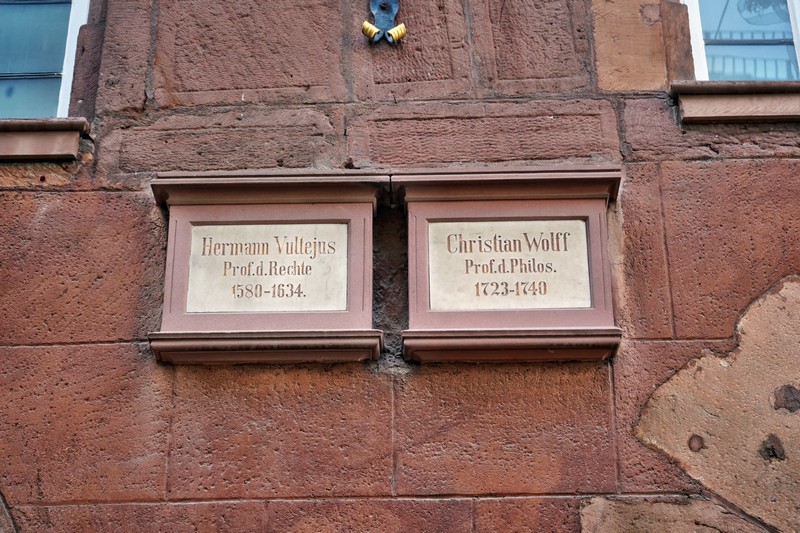 Hermann Vultejus
Prof.d.Rechte
1580-1634.
Christian Wolff
Prof.d.Philos.
1723-1740